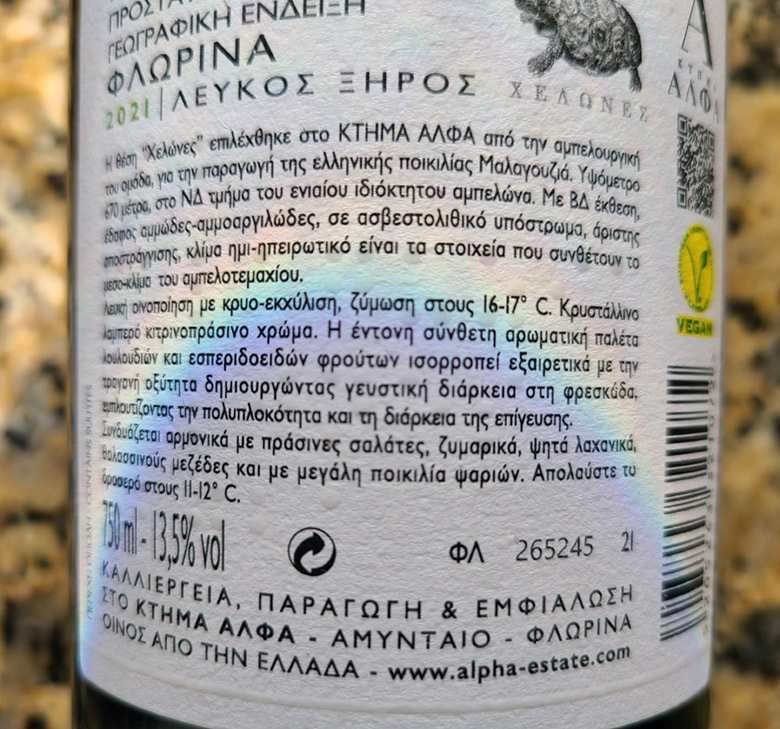 ΓΕΩΓΡΑΦΙΚΗ ΕΝΔΕΙΞΗ
ΦΛΩΡΙΝΑ
2021 | ΛΕΥΚΟΣ ΞΗΡΟΣ
ΧΕΛΩΝΕΣ
Α
ΚΤΗΜΑ
ΑΛΦΑ
Η θέση "Χελώνες" επιλέχθηκε στο ΚΤΗΜΑ ΑΛΦΑ από την αμπελουργική
του ομάδα, για την παραγωγή της ελληνικής ποικιλίας Μαλαγουζιά. Υψόμετρο
670 μέτρα, στο ΝΔ τμήμα του ενιαίου ιδιόκτητου αμπελώνα. Με ΒΔ έκθεση,
έδαφος αμμώδες-αμμοαργιλώδες, σε ασβεστολιθικό υπόστρωμα, άριστης
αποστράγγισης, κλίμα ημι-ηπειρωτικό είναι τα στοιχεία που συνθέτουν το
μεσο-κλίμα του αμπελοτεμαχίου.
Λευκή οινοποίηση με κρυο-εκχύλιση, ζύμωση στους 16-17° C. Κρυστάλλινο
λαμπερό κιτρινοπράσινο χρώμα. Η έντονη σύνθετη αρωματική παλέτα
λουλουδιών και εσπεριδοειδών φρούτων ισορροπεί εξαιρετικά με την
τραγανή οξύτητα δημιουργώντας γευστική διάρκεια στη φρεσκάδα,
εμπλουτίζοντας την πολυπλοκότητα και τη διάρκεια της επίγευσης.
Συνδυάζεται αρμονικά με πράσινες σαλάτες, ζυμαρικά, ψητά λαχανικά,
θαλασσινούς μεζέδες και με μεγάλη ποικιλία ψαριών. Απολαύστε το
δροσερό στους 11-12° C.
VEGAN
750 ml - 13,5% vol
ΦΛ 265245 21
ΚΑΛΛΙΕΡΓΕΙΑ, ΠΑΡΑΓΩΓΗ & ΕΜΦΙΑΛΩΣΗ
ΣΤΟ ΚΤΗΜΑ ΑΛΦΑ - ΑΜΥΝΤΑΙΟ - ΦΛΩΡΙΝΑ
ΟΙΝΟΣ ΑΠΟ ΤΗΝ ΕΛΛΑΔΑ - www.alpha-estate.com
CONTAINS SULFITES